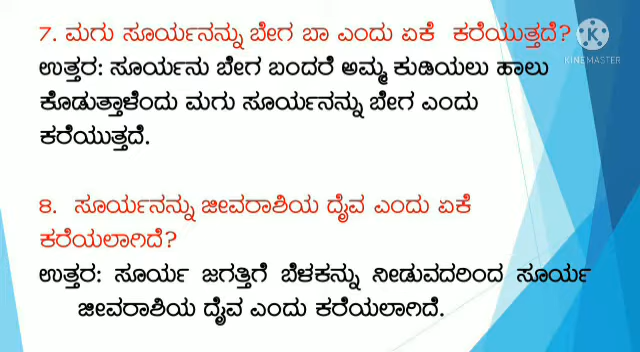 7. ಮಗು ಸೂರ್ಯನನ್ನು ಬೇಗ ಬಾ ಎಂದು ಏಕೆ ಕರೆಯುತ್ತದೆ?
KINEMASTER
ಉತ್ತರ: ಸೂರ್ಯನು ಬೇಗ ಬಂದರೆ ಅಮ್ಮ ಕುಡಿಯಲು ಹಾಲು
ಕೊಡುತ್ತಾಳೆಂದು ಮಗು ಸೂರ್ಯನನ್ನು ಬೇಗ ಎಂದು
ಕರೆಯುತ್ತದೆ.
8. ಸೂರ್ಯನನ್ನು ಜೀವರಾಶಿಯ ದೈವ ಎಂದು ಏಕೆ
ಕರೆಯಲಾಗಿದೆ?
ಉತ್ತರ: ಸೂರ್ಯ ಜಗತ್ತಿಗೆ ಬೆಳಕನ್ನು ನೀಡುವದರಿಂದ ಸೂರ್ಯ
ಜೀವರಾಶಿಯ ದೈವ ಎಂದು ಕರೆಯಲಾಗಿದೆ.